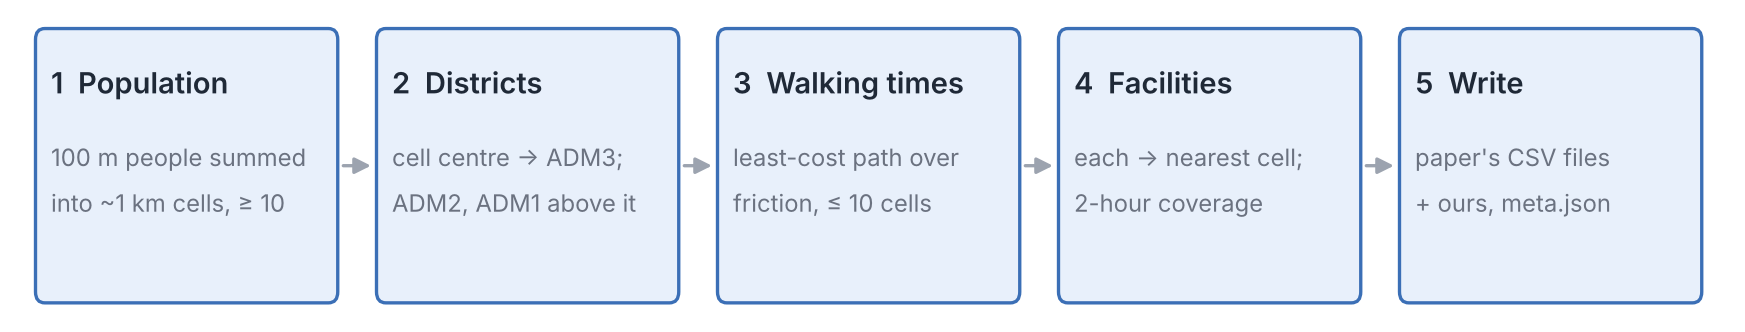 1 Population
100 m people summed
into ~1 km cells, ≥ 10
2 Districts
cell centre → ADM3;
ADM2, ADM1 above it
3 Walking times
least-cost path over
friction, ≤ 10 cells
4 Facilities
each → nearest cell;
2-hour coverage
5 Write
paper's CSV files
+ ours, meta.json